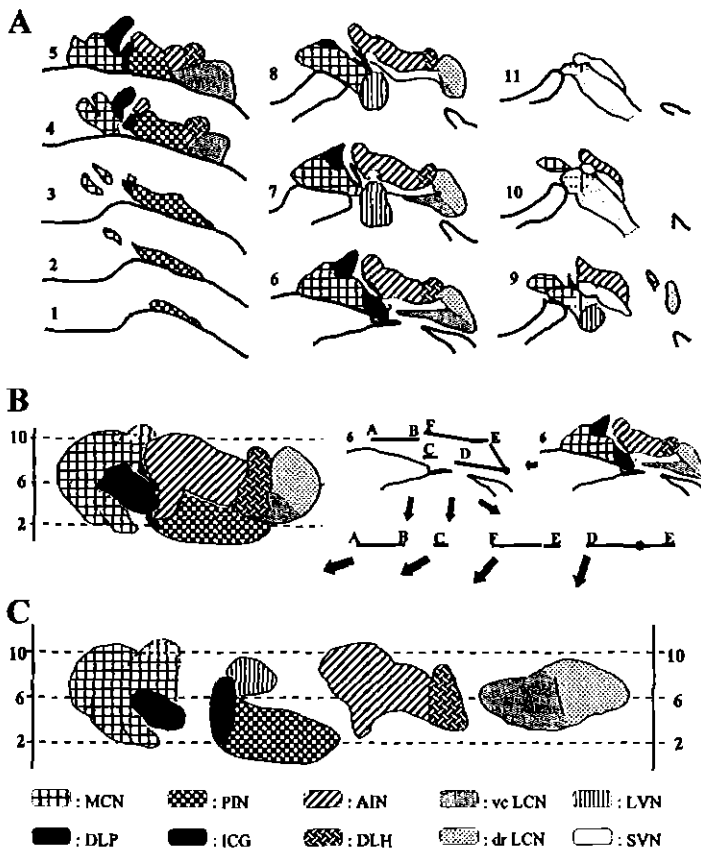 A
5 8 11
4
3 7 10
2 6 9
1
B
10 6 2
6 A B F E C D 6
A B C F E D E
C
10 10
6 6
2 2
: MCN : PIN : AIN : vc LCN : LVN
: DLP : ICG : DLH : dr LCN : SVN